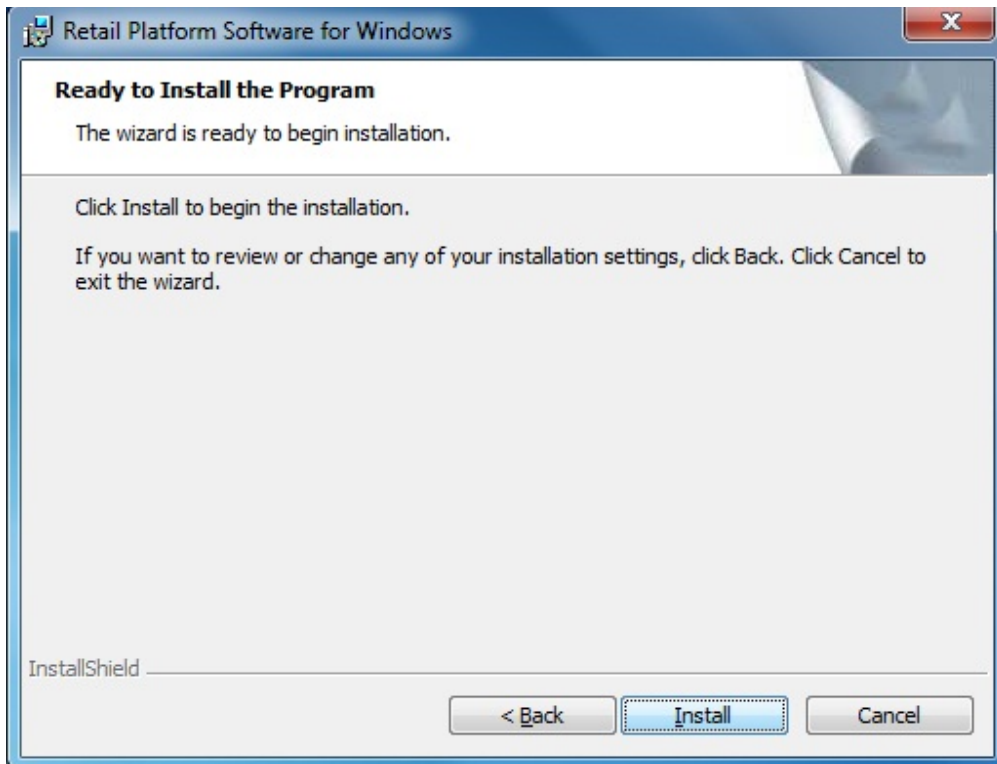 Retail Platform Software for Windows
Ready to Install the Program
The wizard is ready to begin installation.
Click Install to begin the installation.
If you want to review or change any of your installation settings, click Back. Click Cancel to
exit the wizard.
InstallShield
< Back
Install
Cancel